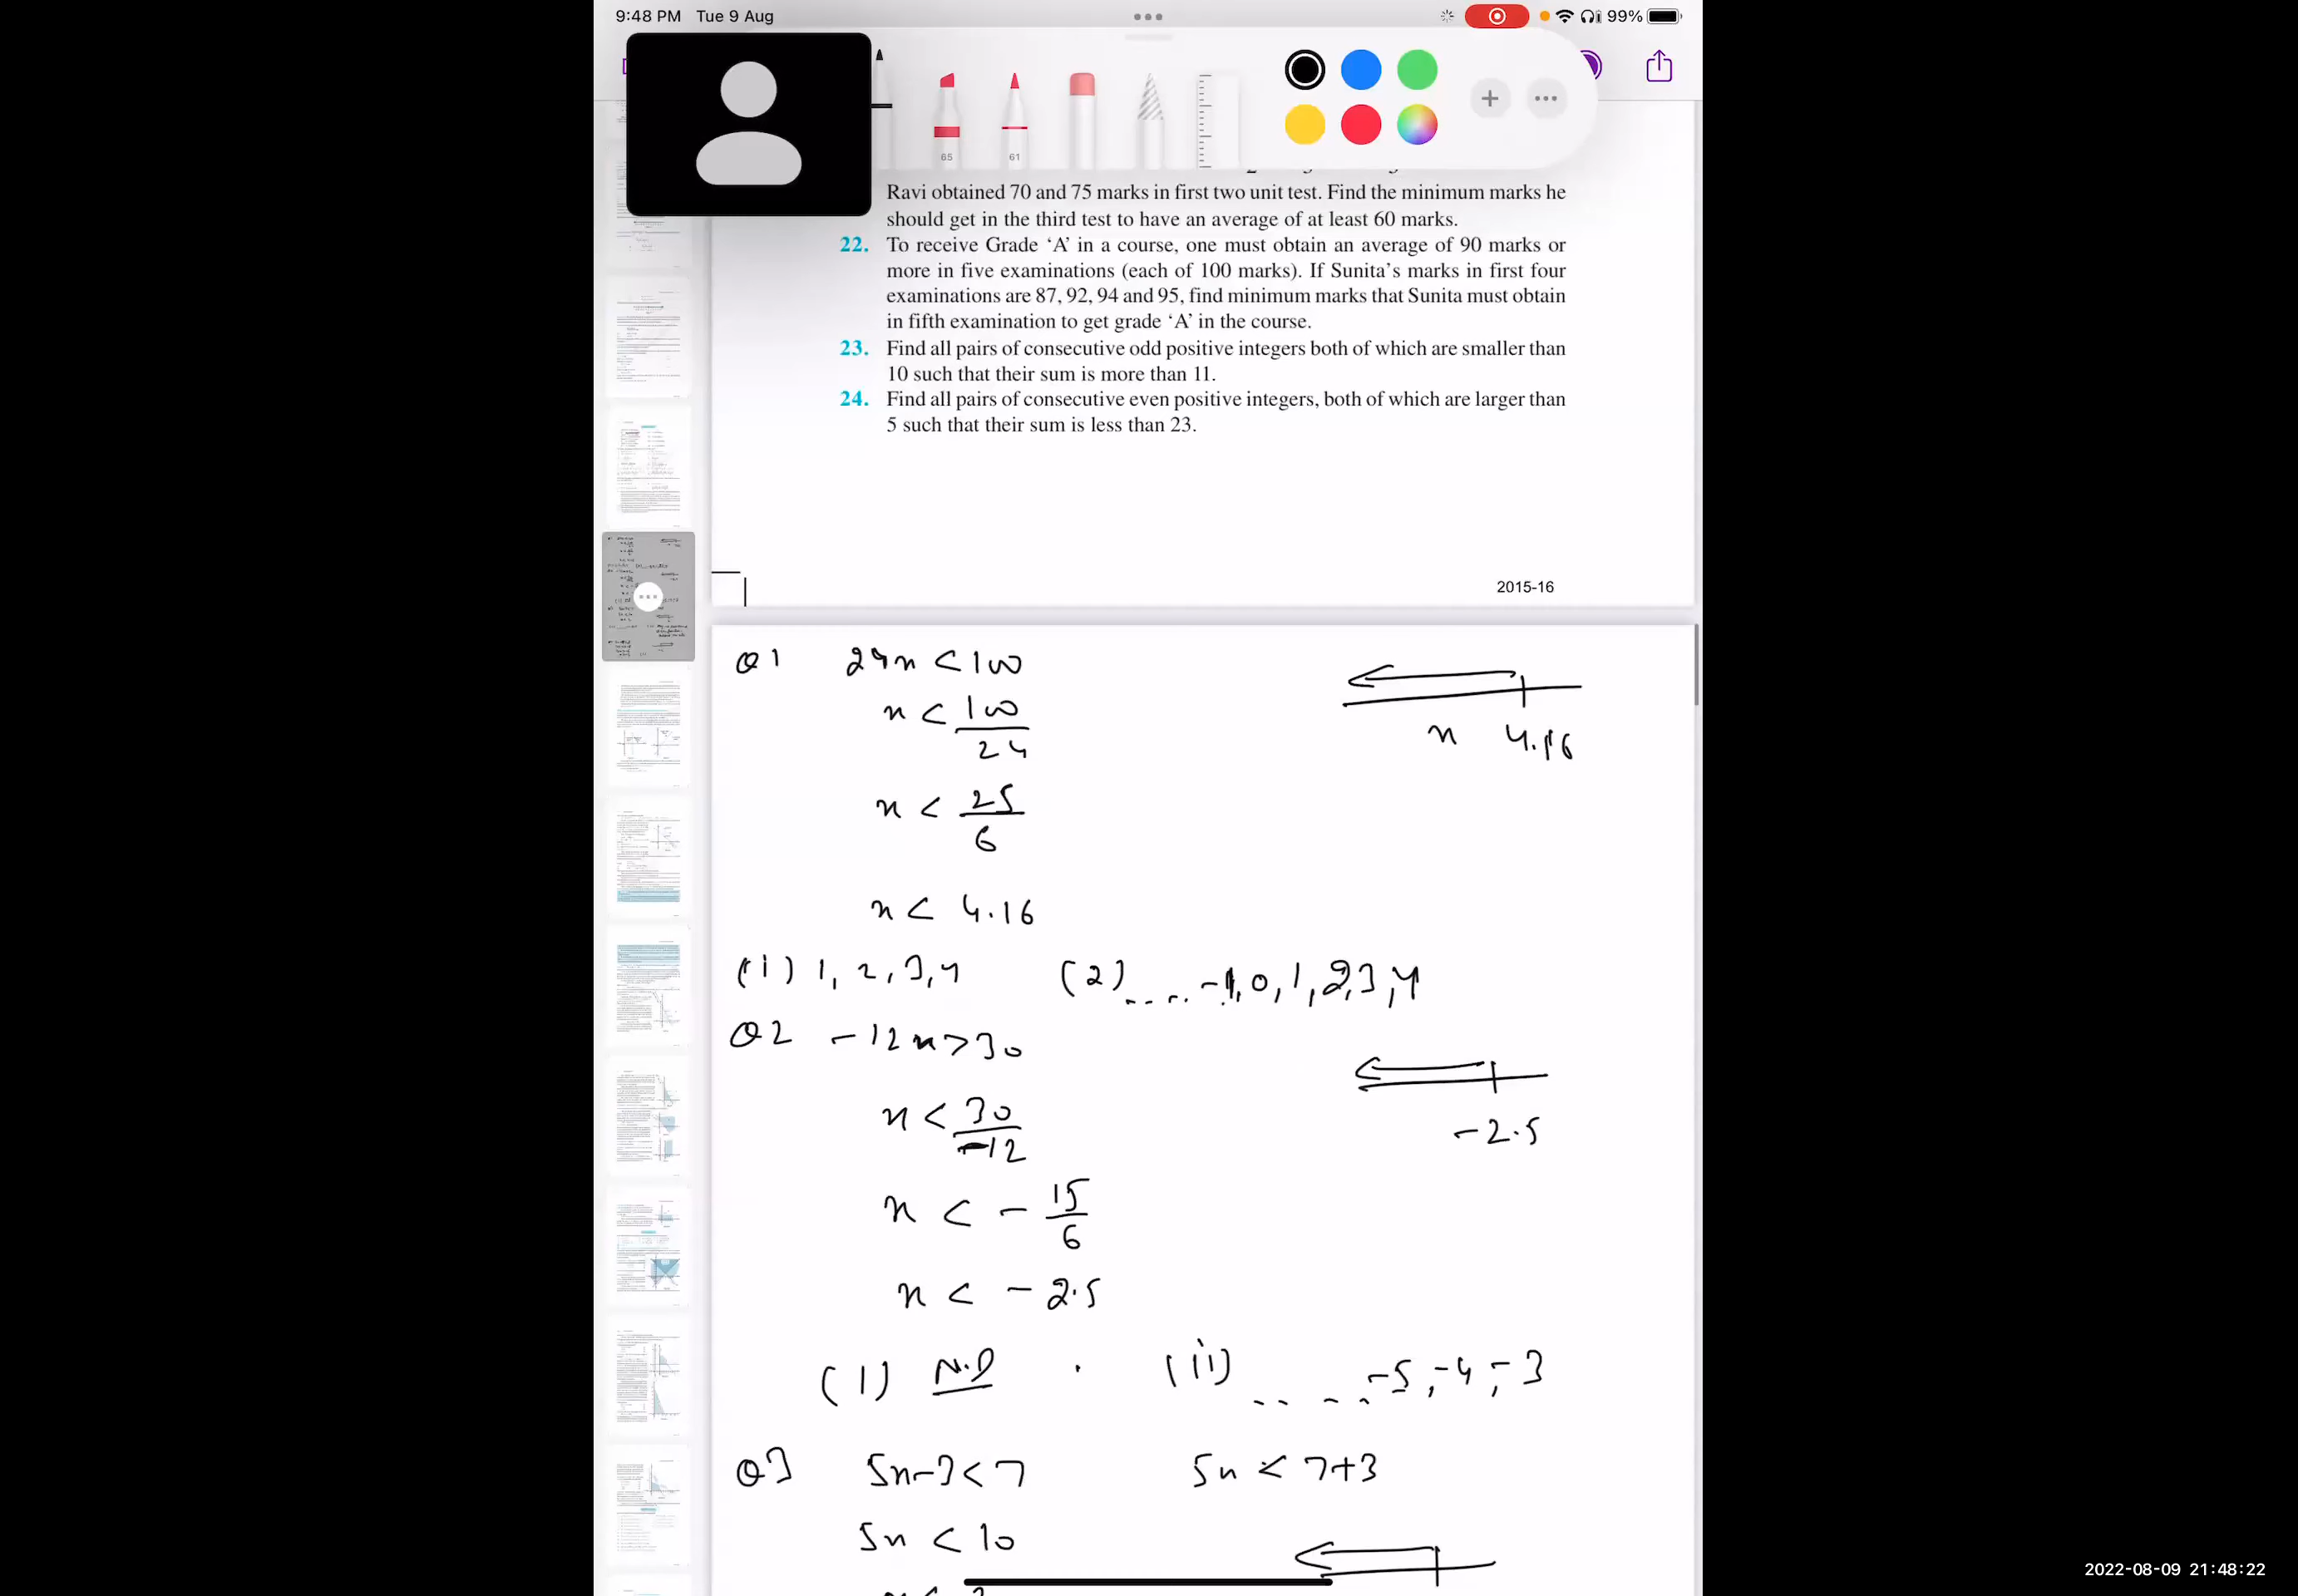 9:48 PM Tue 9 Aug
99%
65 61
Ravi obtained 70 and 75 marks in first two unit test. Find the minimum marks he
should get in the third test to have an average of at least 60 marks.
22. To receive Grade ‘A’ in a course, one must obtain an average of 90 marks or
more in five examinations (each of 100 marks). If Sunita’s marks in first four
examinations are 87, 92, 94 and 95, find minimum marks that Sunita must obtain
in fifth examination to get grade ‘A’ in the course.
23. Find all pairs of consecutive odd positive integers both of which are smaller than
10 such that their sum is more than 11.
24. Find all pairs of consecutive even positive integers, both of which are larger than
5 such that their sum is less than 23.
2015-16
Q1 24x < 100
x < 100/24
x 4.16
x < 25/6
x < 4.16
(i) 1, 2, 3, 4 (2) ..... -1, 0, 1, 2, 3, 4
Q2 -12x > 30
x < 30/-12
-2.5
x < - 15/6
x < - 2.5
(1) (ii) ..... -5, -4, -3
Q3 5x-3 < 7 5x < 7+3
5x < 10
2022-08-09 21:48:22